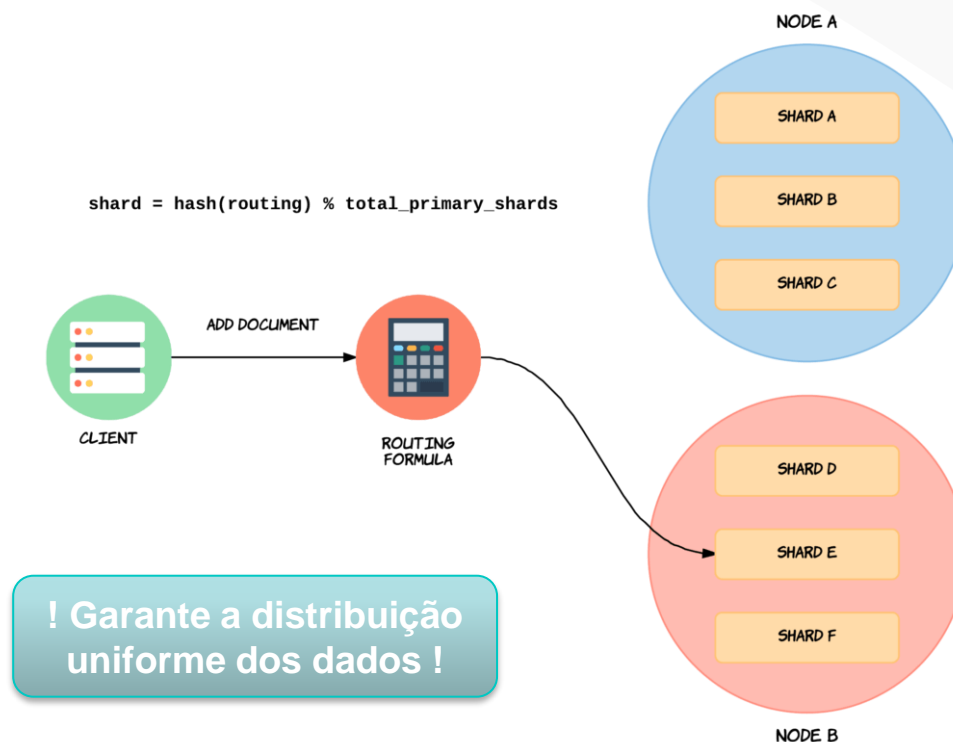 NODE A
SHARD A
SHARD B
SHARD C
shard = hash(routing) % total_primary_shards
ADD DOCUMENT
CLIENT
ROUTING
FORMULA
SHARD D
SHARD E
SHARD F
NODE B
! Garante a distribuição
uniforme dos dados !